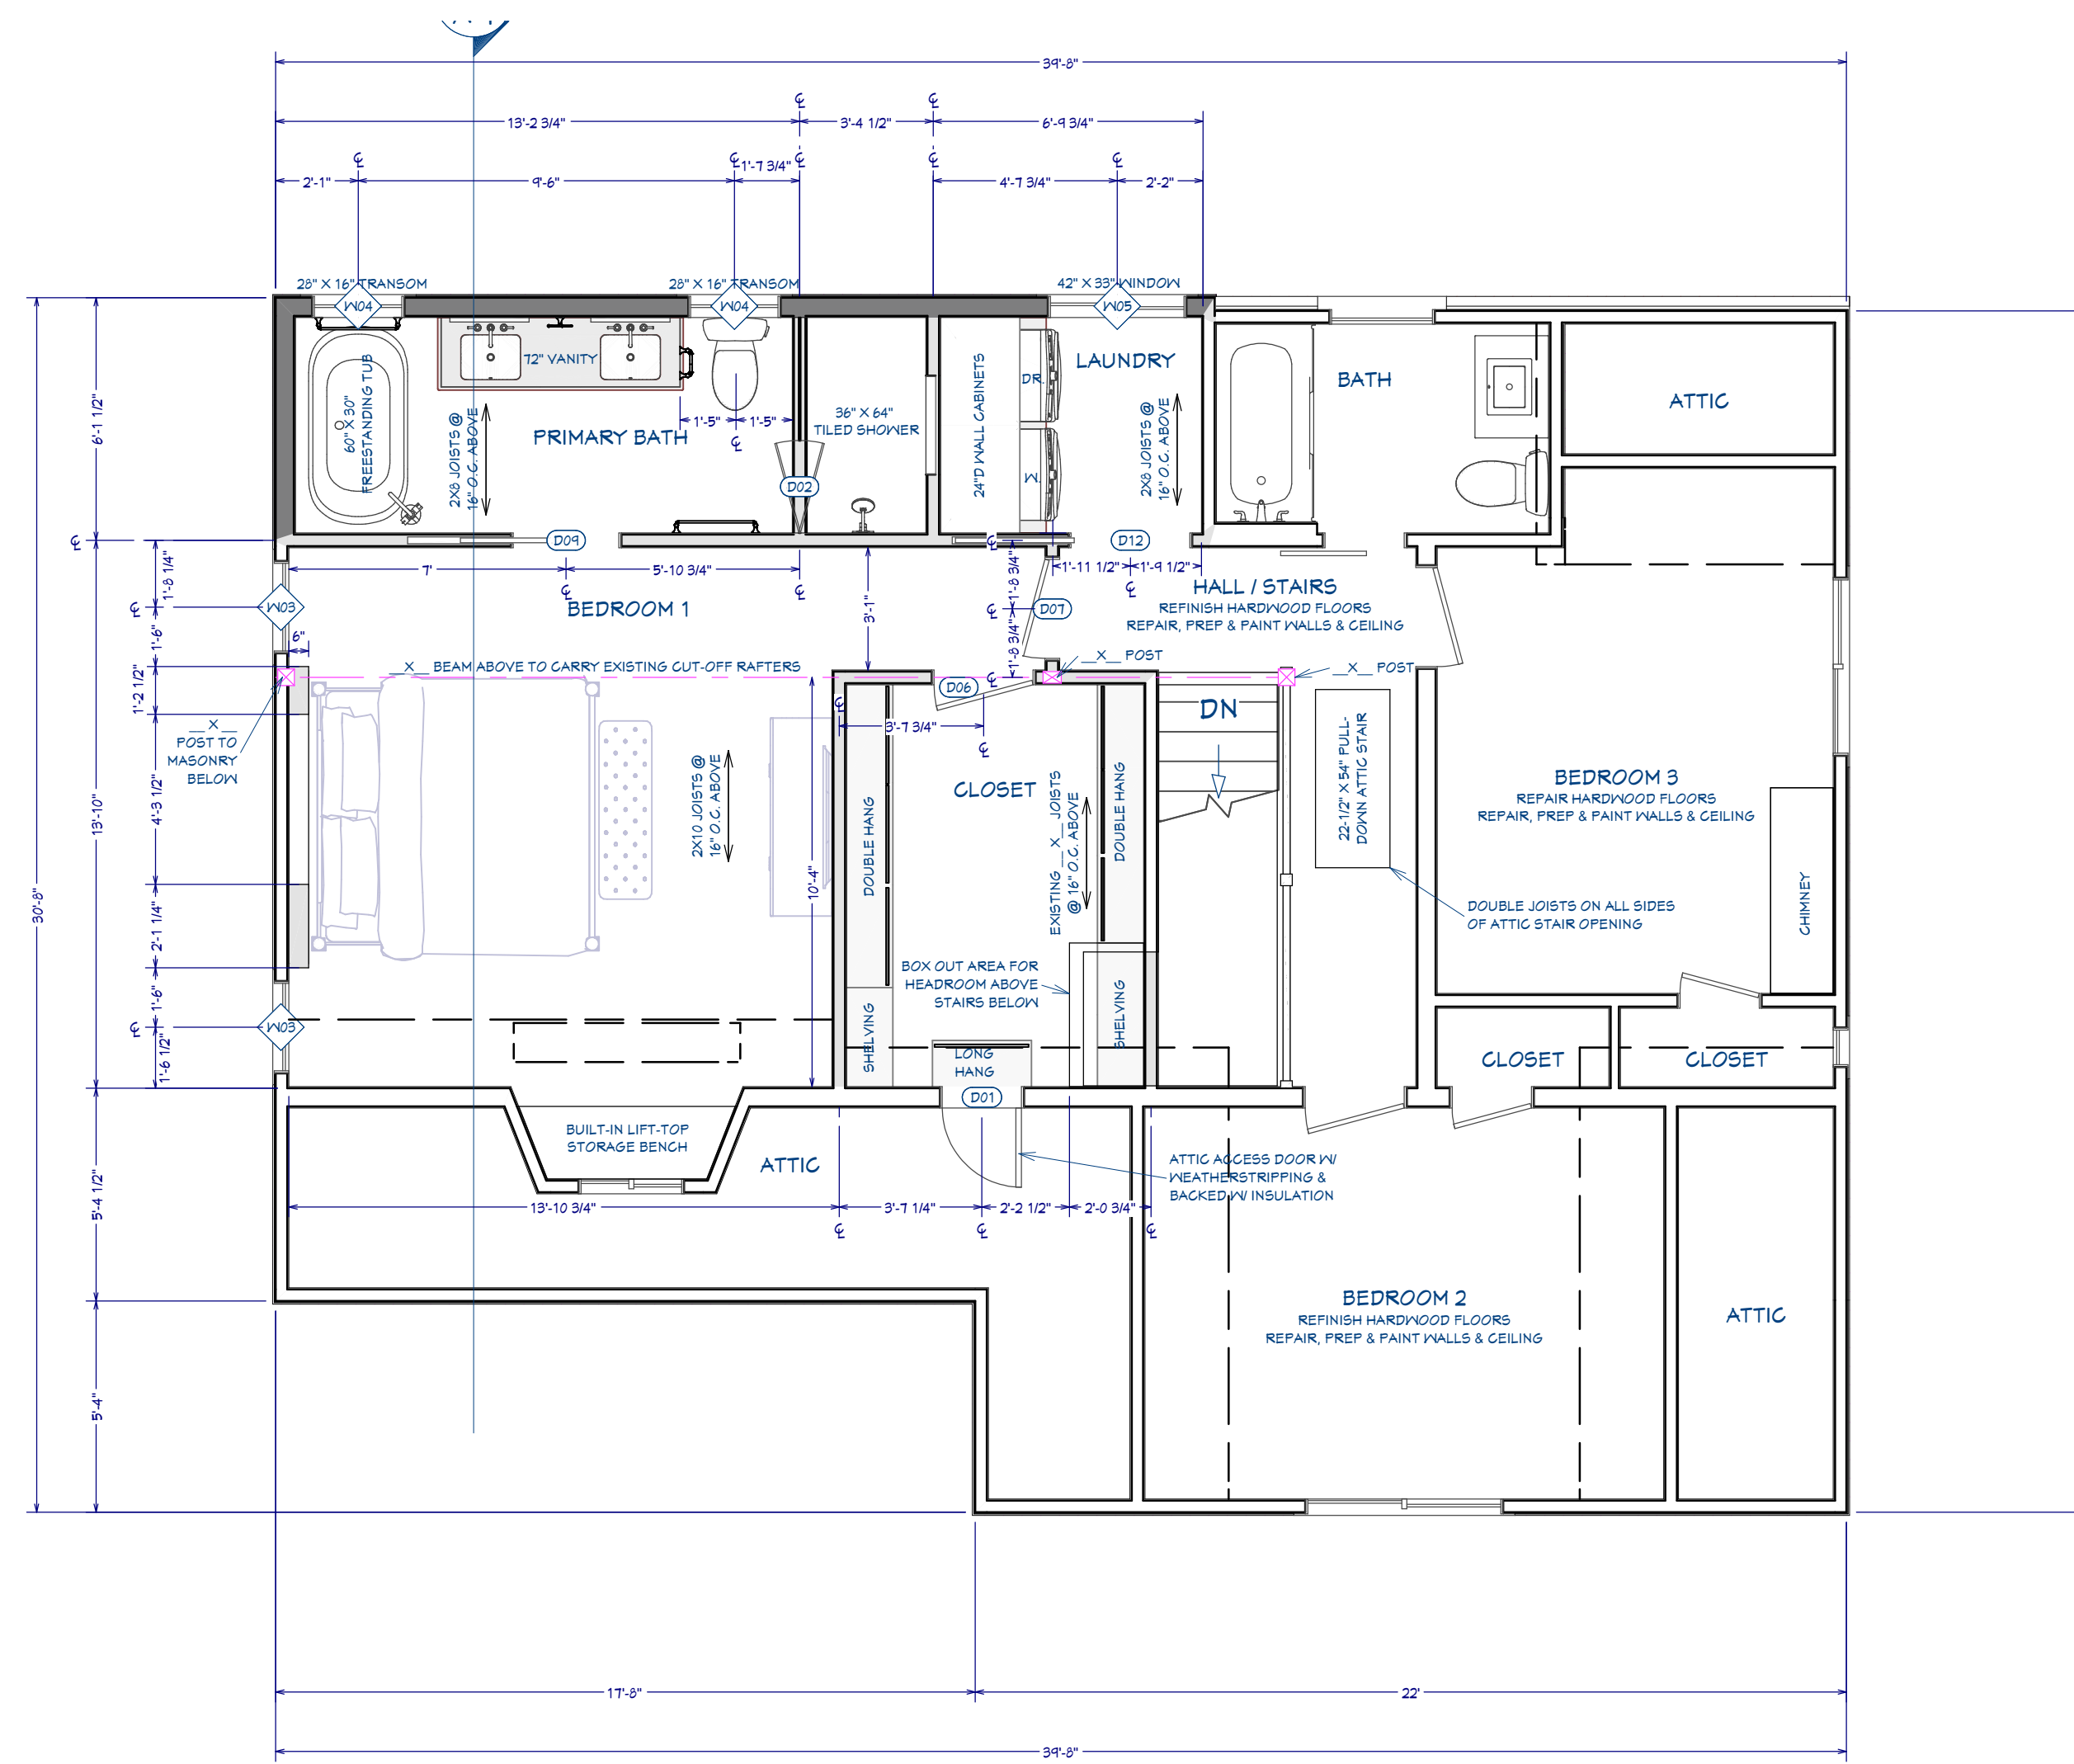 39'-8"
13'-2 3/4"
3'-4 1/2"
6'-9 3/4"
2'-1"
9'-6"
1'-7 3/4"
4'-7 3/4"
2'-2"
28" X 16" TRANSOM
28" X 16" TRANSOM
42" X 33" WINDOW
W04
W04
W05
60" X 30"
FREESTANDING TUB
72" VANITY
2X8 JOISTS @
16" O.C. ABOVE
PRIMARY BATH
1'-5"
1'-5"
D02
36" X 64"
TILED SHOWER
24"D WALL CABINETS
DR.
W.
LAUNDRY
2X8 JOISTS @
16" O.C. ABOVE
BATH
ATTIC
6'-1 1/2"
D09
D12
7'
5'-10 3/4"
1'-11 1/2"
1'-9 1/2"
1'-8 3/4"
1'-8 3/4"
1'-8 1/4"
W03
1'-6"
6"
BEDROOM 1
3'-1"
D07
HALL / STAIRS
REFINISH HARDWOOD FLOORS
REPAIR, PREP & PAINT WALLS & CEILING
__X__ BEAM ABOVE TO CARRY EXISTING CUT-OFF RAFTERS
__X__ POST
__X__ POST
1'-2 1/2"
__X__
POST TO
MASONRY
BELOW
D06
3'-7 3/4"
DN
22-1/2" X 54" PULL-
DOWN ATTIC STAIR
13'-10"
30'-8"
4'-3 1/2"
2'-1 1/4"
1'-6"
1'-6 1/2"
W03
2X10 JOISTS @
16" O.C. ABOVE
10'-4"
DOUBLE HANG
CLOSET
EXISTING __X__ JOISTS
@ 16" O.C. ABOVE
DOUBLE HANG
BEDROOM 3
REPAIR HARDWOOD FLOORS
REPAIR, PREP & PAINT WALLS & CEILING
CHIMNEY
DOUBLE JOISTS ON ALL SIDES
OF ATTIC STAIR OPENING
BOX OUT AREA FOR
HEADROOM ABOVE
STAIRS BELOW
SHELVING
SHELVING
LONG
HANG
CLOSET
CLOSET
D01
BUILT-IN LIFT-TOP
STORAGE BENCH
ATTIC
ATTIC ACCESS DOOR W/
WEATHERSTRIPPING &
BACKED W/ INSULATION
5'-4 1/2"
13'-10 3/4"
3'-7 1/4"
2'-2 1/2"
2'-0 3/4"
BEDROOM 2
REFINISH HARDWOOD FLOORS
REPAIR, PREP & PAINT WALLS & CEILING
ATTIC
5'-4"
17'-8"
22'
39'-8"